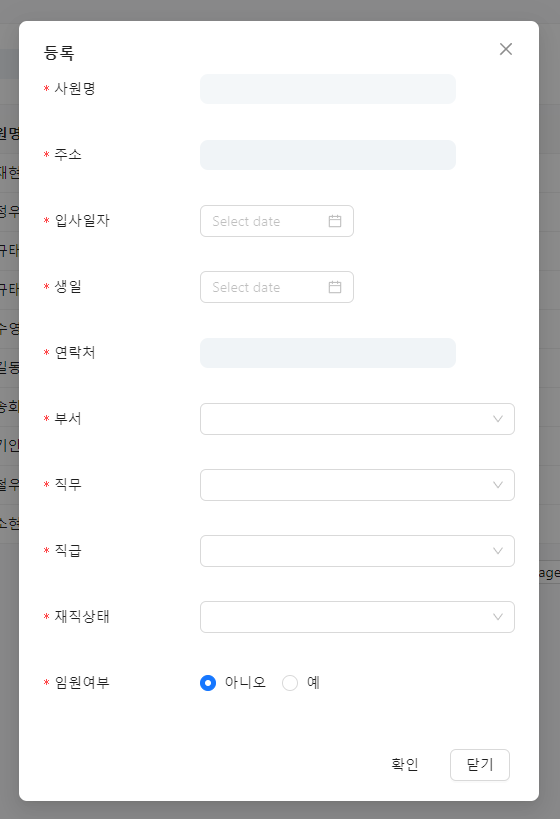 등록
* 사원명
* 주소
* 입사일자 Select date
* 생일 Select date
* 연락처
* 부서
* 직무
* 직급
* 재직상태
* 임원여부 아니오 예
확인 닫기